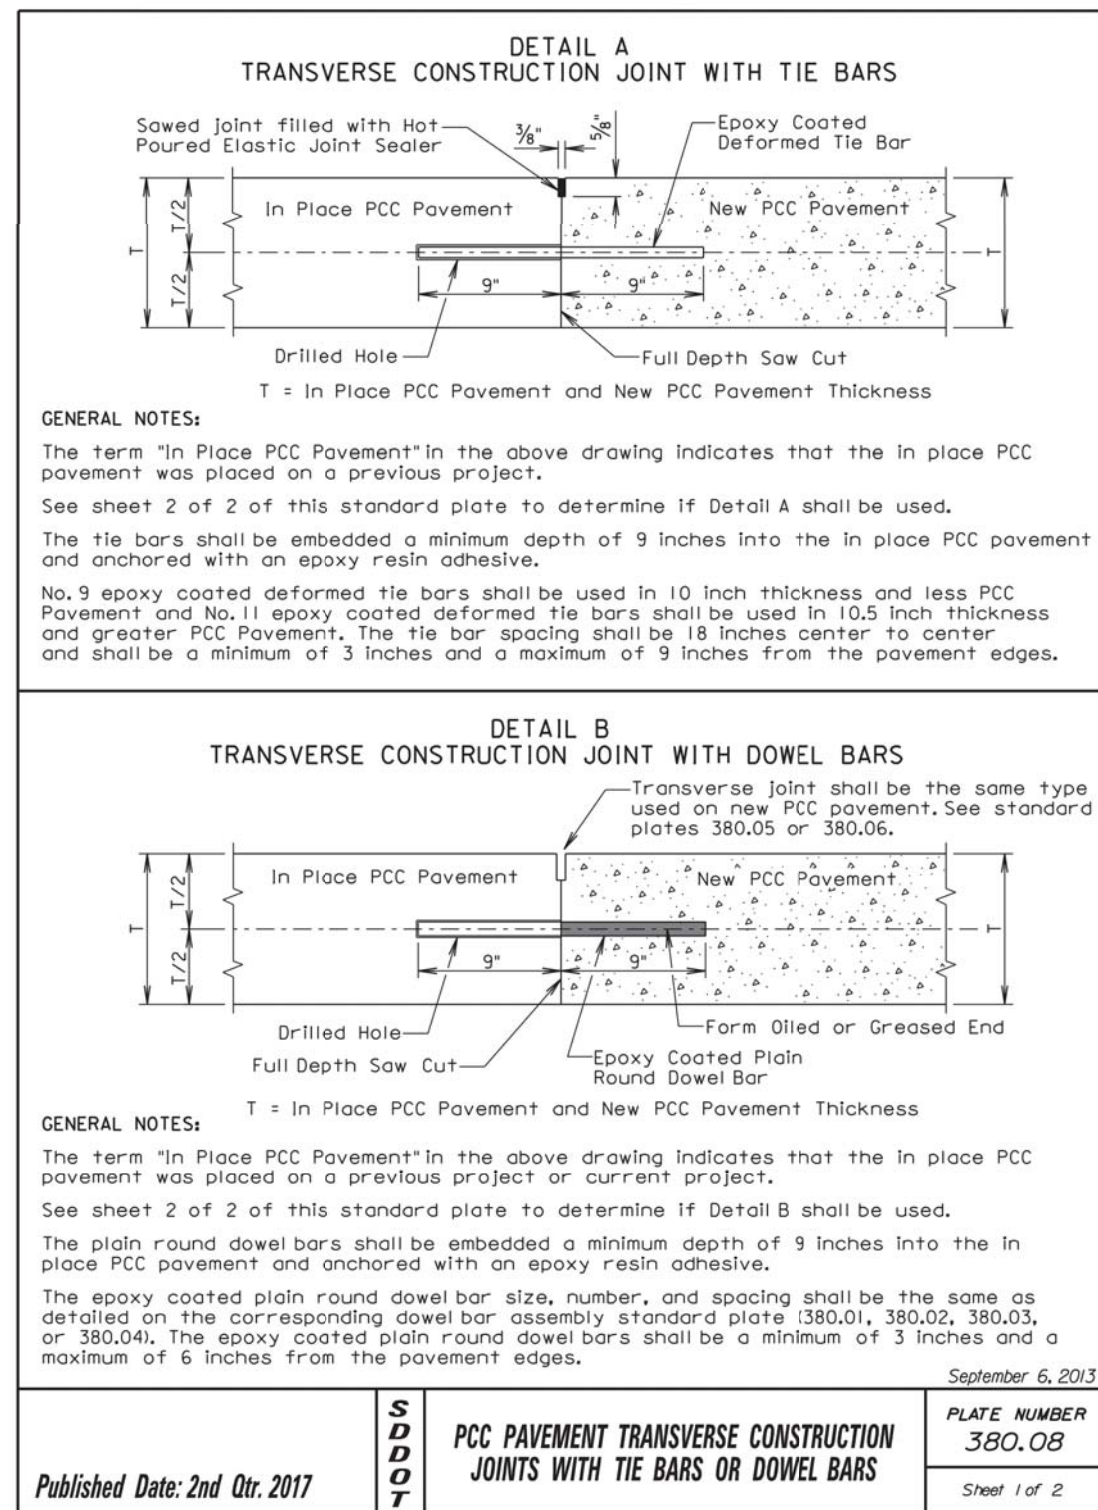 DETAIL A
TRANSVERSE CONSTRUCTION JOINT WITH TIE BARS
Sawed joint filled with Hot
Poured Elastic Joint Sealer
3/8"
5/8"
Epoxy Coated
Deformed Tie Bar
In Place PCC Pavement
New PCC Pavement
T
T/2
T/2
T
9"
9"
Drilled Hole
Full Depth Saw Cut
T = In Place PCC Pavement and New PCC Pavement Thickness
GENERAL NOTES:
The term "In Place PCC Pavement" in the above drawing indicates that the in place PCC
pavement was placed on a previous project.
See sheet 2 of 2 of this standard plate to determine if Detail A shall be used.
The tie bars shall be embedded a minimum depth of 9 inches into the in place PCC pavement
and anchored with an epoxy resin adhesive.
No. 9 epoxy coated deformed tie bars shall be used in 10 inch thickness and less PCC
Pavement and No. 11 epoxy coated deformed tie bars shall be used in 10.5 inch thickness
and greater PCC Pavement. The tie bar spacing shall be 18 inches center to center
and shall be a minimum of 3 inches and a maximum of 9 inches from the pavement edges.
DETAIL B
TRANSVERSE CONSTRUCTION JOINT WITH DOWEL BARS
Transverse joint shall be the same type
used on new PCC pavement. See standard
plates 380.05 or 380.06.
In Place PCC Pavement
New PCC Pavement
T
T/2
T/2
T
9"
9"
Drilled Hole
Form Oiled or Greased End
Full Depth Saw Cut
Epoxy Coated Plain
Round Dowel Bar
T = In Place PCC Pavement and New PCC Pavement Thickness
GENERAL NOTES:
The term "In Place PCC Pavement" in the above drawing indicates that the in place PCC
pavement was placed on a previous project or current project.
See sheet 2 of 2 of this standard plate to determine if Detail B shall be used.
The plain round dowel bars shall be embedded a minimum depth of 9 inches into the in
place PCC pavement and anchored with an epoxy resin adhesive.
The epoxy coated plain round dowel bar size, number, and spacing shall be the same as
detailed on the corresponding dowel bar assembly standard plate (380.01, 380.02, 380.03,
or 380.04). The epoxy coated plain round dowel bars shall be a minimum of 3 inches and a
maximum of 6 inches from the pavement edges.
September 6, 2013
Published Date: 2nd Qtr. 2017
SDDOT
PCC PAVEMENT TRANSVERSE CONSTRUCTION
JOINTS WITH TIE BARS OR DOWEL BARS
PLATE NUMBER
380.08
Sheet 1 of 2